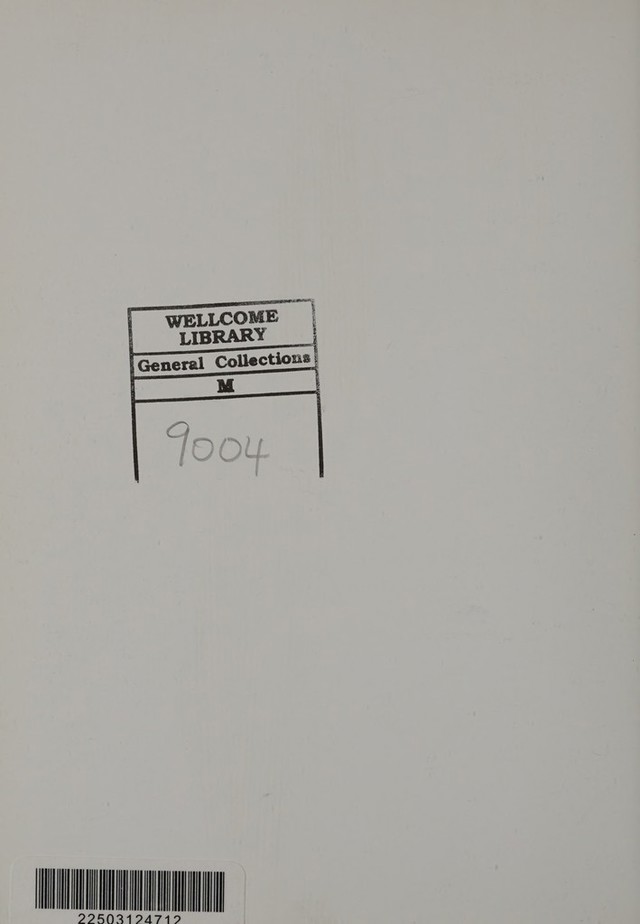 WELLCOME
LIBRARY
General Collections
M
9004
22503124712